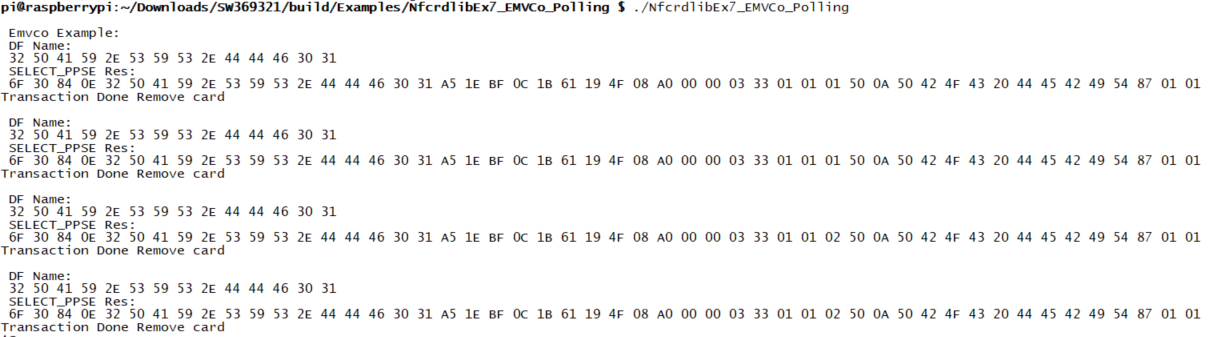 pi@raspberrypi:~/Downloads/SW369321/build/Examples/NfcrdlibEx7_EMVCo_Polling $ ./NfcrdlibEx7_EMVCo_Polling
Emvco Example:
DF Name:
32 50 41 59 2E 53 59 53 2E 44 44 46 30 31
SELECT_PPSE Res:
6F 30 84 0E 32 50 41 59 2E 53 59 53 2E 44 44 46 30 31 A5 1E BF 0C 1B 61 19 4F 08 A0 00 00 03 33 01 01 01 50 0A 50 42 4F 43 20 44 45 42 49 54 87 01 01
Transaction Done Remove card
DF Name:
32 50 41 59 2E 53 59 53 2E 44 44 46 30 31
SELECT_PPSE Res:
6F 30 84 0E 32 50 41 59 2E 53 59 53 2E 44 44 46 30 31 A5 1E BF 0C 1B 61 19 4F 08 A0 00 00 03 33 01 01 01 50 0A 50 42 4F 43 20 44 45 42 49 54 87 01 01
Transaction Done Remove card
DF Name:
32 50 41 59 2E 53 59 53 2E 44 44 46 30 31
SELECT_PPSE Res:
6F 30 84 0E 32 50 41 59 2E 53 59 53 2E 44 44 46 30 31 A5 1E BF 0C 1B 61 19 4F 08 A0 00 00 03 33 01 01 02 50 0A 50 42 4F 43 20 44 45 42 49 54 87 01 01
Transaction Done Remove card
DF Name:
32 50 41 59 2E 53 59 53 2E 44 44 46 30 31
SELECT_PPSE Res:
6F 30 84 0E 32 50 41 59 2E 53 59 53 2E 44 44 46 30 31 A5 1E BF 0C 1B 61 19 4F 08 A0 00 00 03 33 01 01 02 50 0A 50 42 4F 43 20 44 45 42 49 54 87 01 01
Transaction Done Remove card